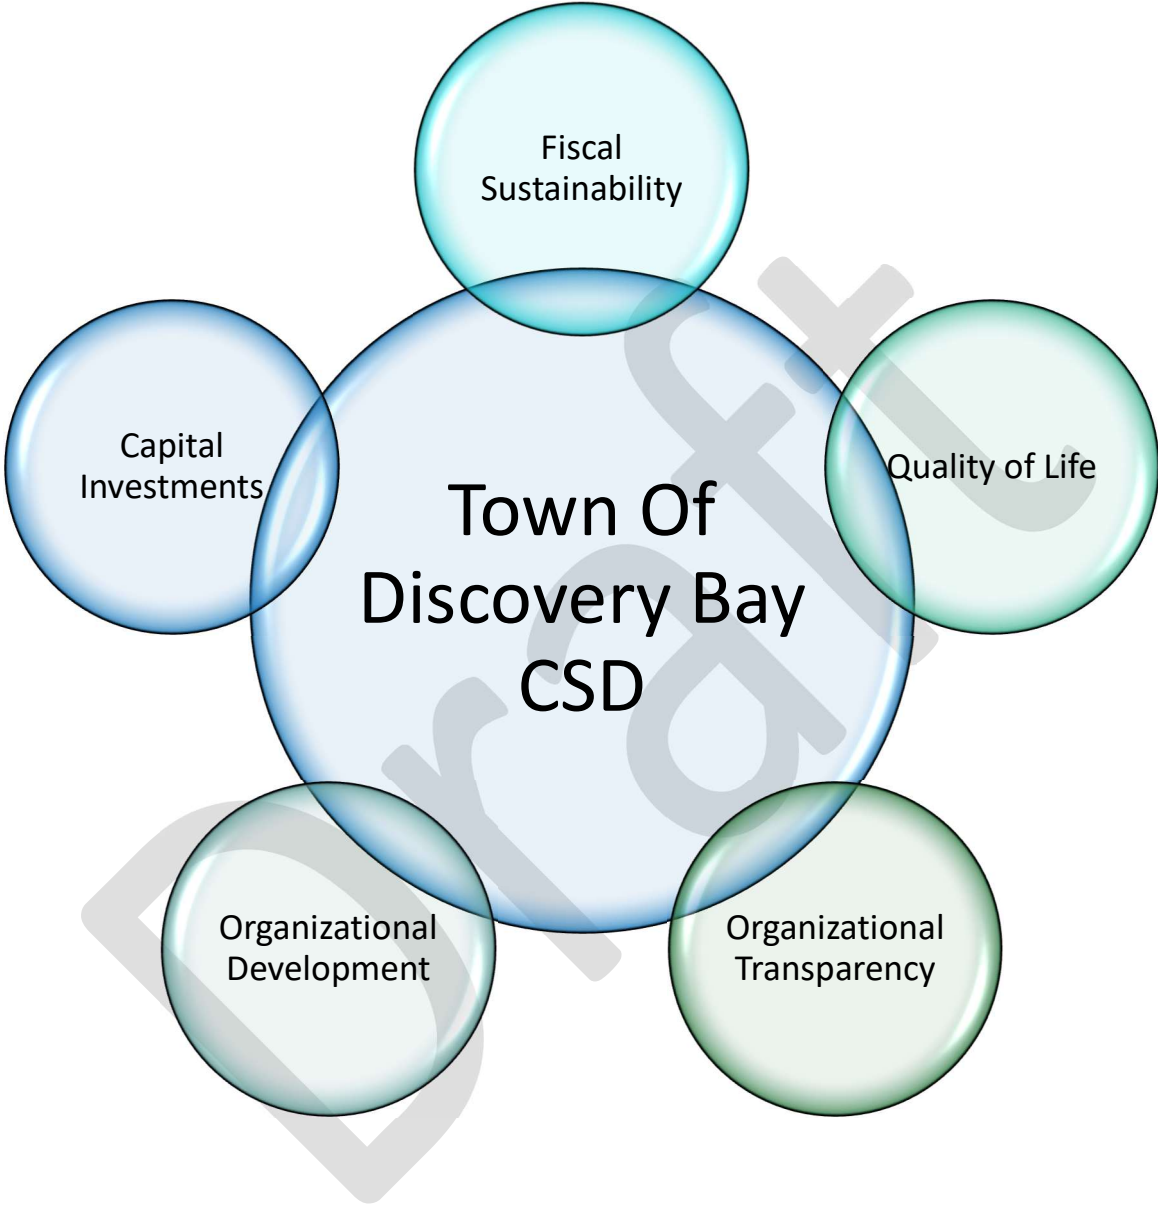 Fiscal
Sustainability
Capital
Investments
Quality of Life
Town Of
Discovery Bay
CSD
Organizational
Development
Organizational
Transparency
Draft